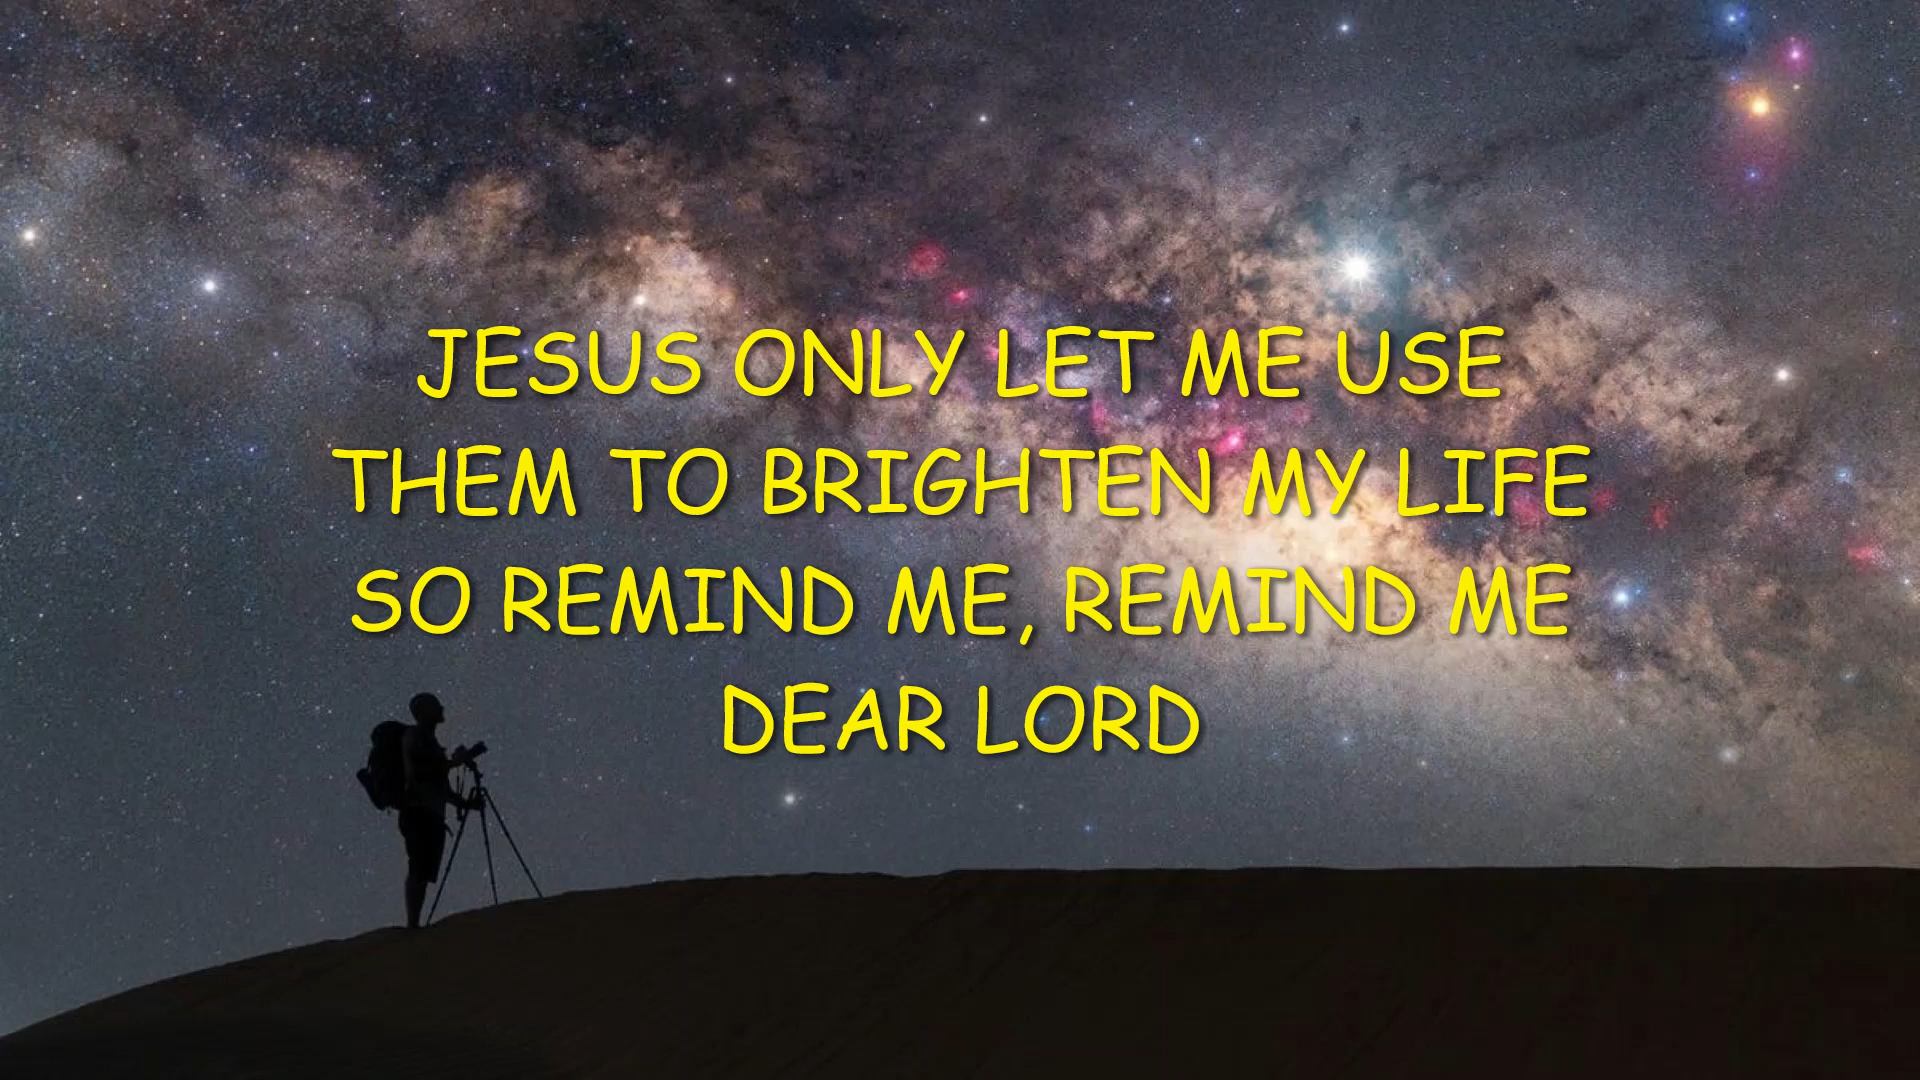 JESUS ONLY LET ME USE
THEM TO BRIGHTEN MY LIFE
SO REMIND ME, REMIND ME
DEAR LORD